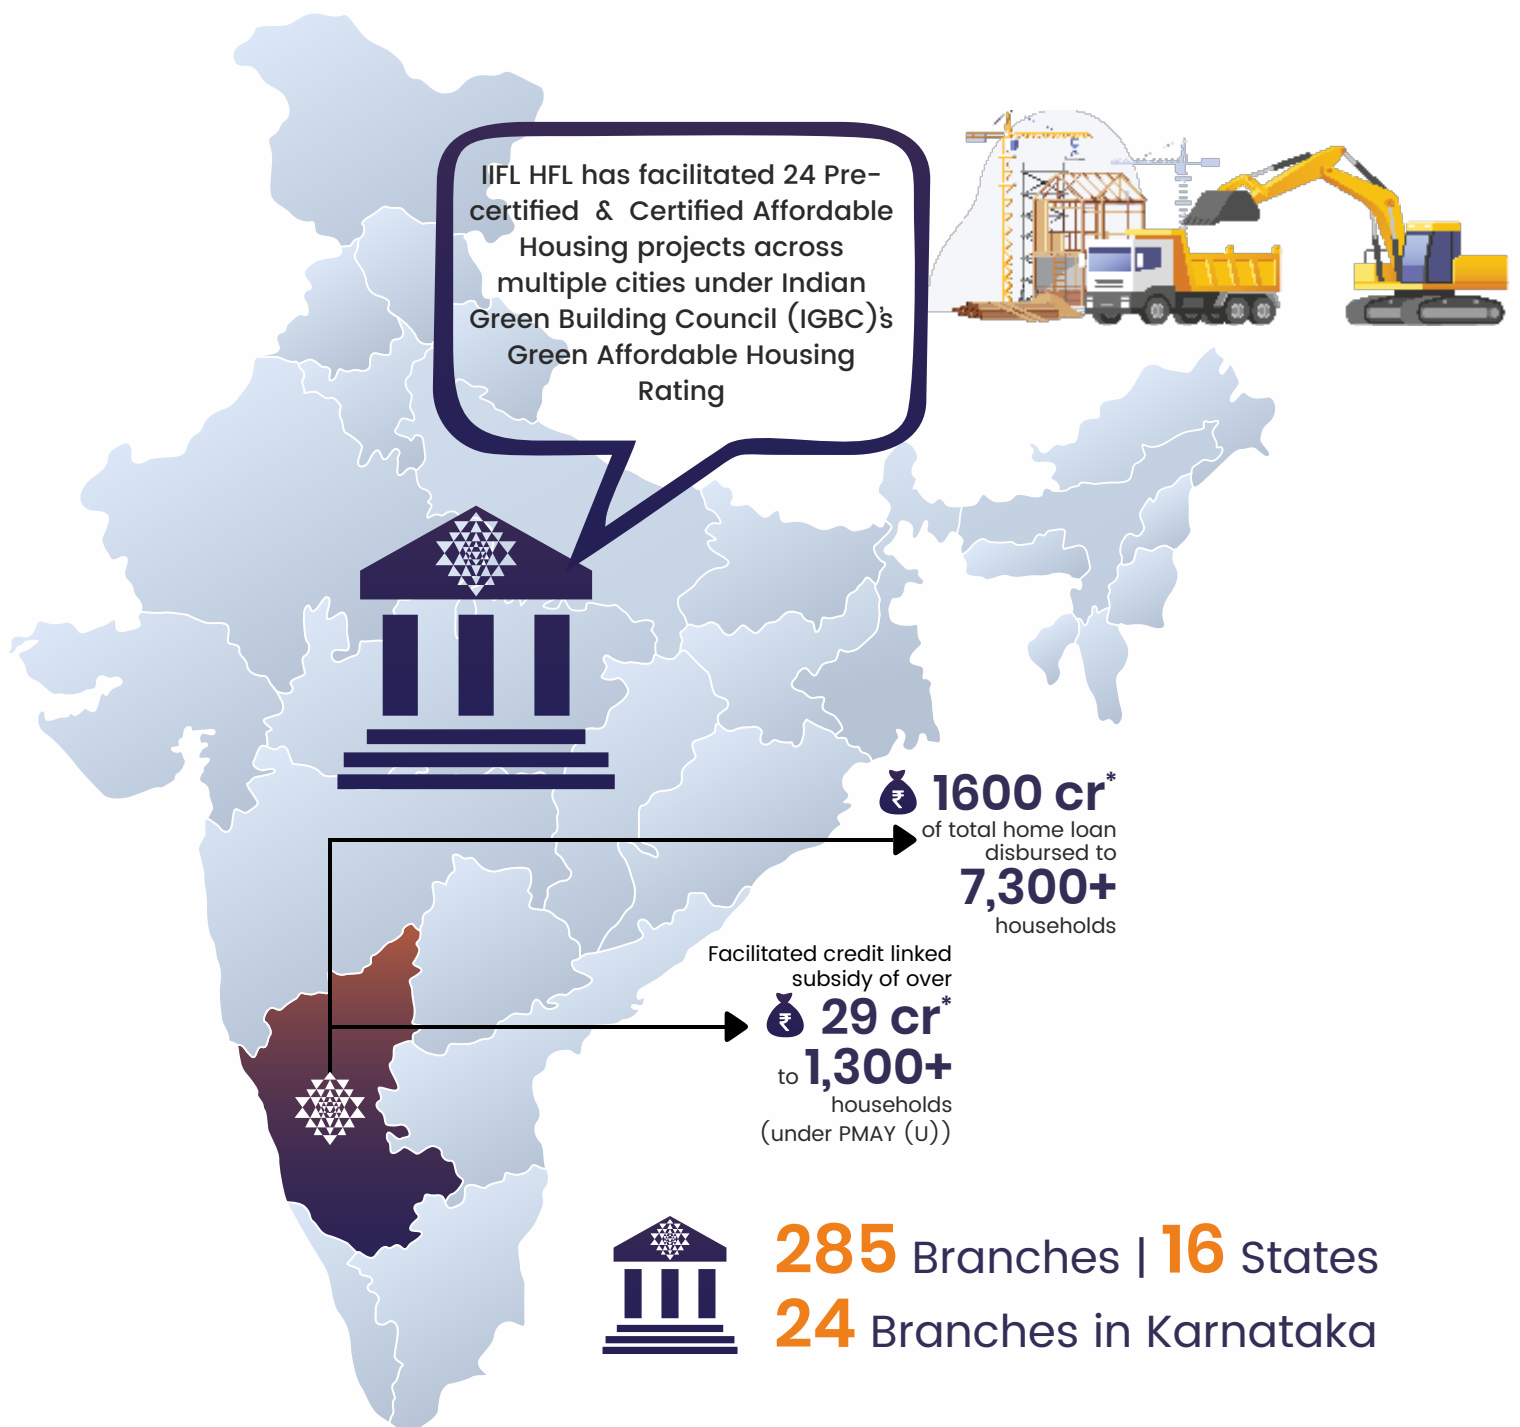 IIFL HFL has facilitated 24 Pre-
certified & Certified Affordable
Housing projects across
multiple cities under Indian
Green Building Council (IGBC)'s
Green Affordable Housing
Rating
₹ 1600 cr*
of total home loan
disbursed to
7,300+
households
Facilitated credit linked
subsidy of over
₹ 29 cr*
to 1,300+
households
(under PMAY (U))
285 Branches | 16 States
24 Branches in Karnataka